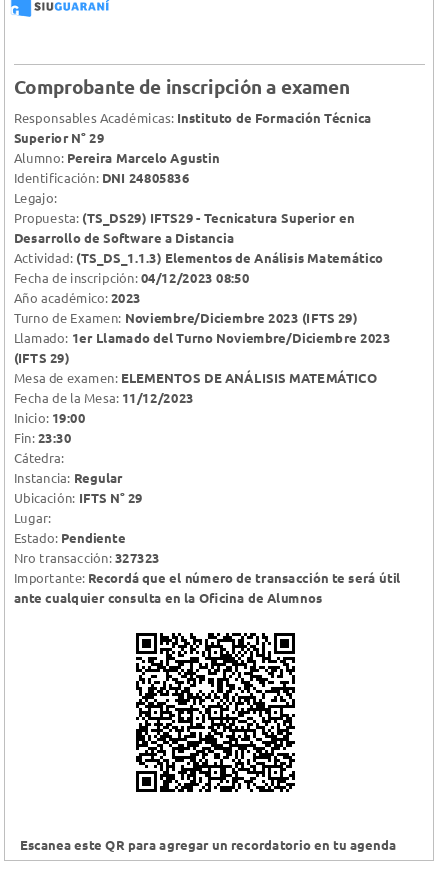 SIUGUARANÍ
Comprobante de inscripción a examen
Responsables Académicas: Instituto de Formación Técnica
Superior N° 29
Alumno: Pereira Marcelo Agustin
Identificación: DNI 24805836
Legajo:
Propuesta: (TS_DS29) IFTS29 - Tecnicatura Superior en
Desarrollo de Software a Distancia
Actividad: (TS_DS_1.1.3) Elementos de Análisis Matemático
Fecha de inscripción: 04/12/2023 08:50
Año académico: 2023
Turno de Examen: Noviembre/Diciembre 2023 (IFTS 29)
Llamado: 1er Llamado del Turno Noviembre/Diciembre 2023
(IFTS 29)
Mesa de examen: ELEMENTOS DE ANÁLISIS MATEMÁTICO
Fecha de la Mesa: 11/12/2023
Inicio: 19:00
Fin: 23:30
Cátedra:
Instancia: Regular
Ubicación: IFTS N° 29
Lugar:
Estado: Pendiente
Nro transacción: 327323
Importante: Recordá que el número de transacción te será útil
ante cualquier consulta en la Oficina de Alumnos
Escanea este QR para agregar un recordatorio en tu agenda